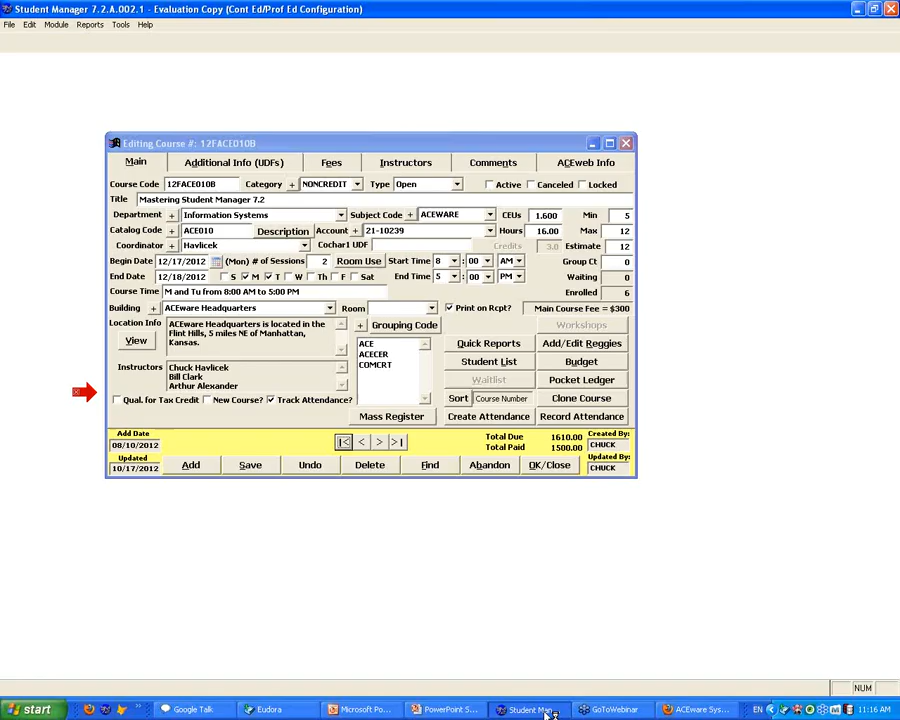 Student Manager 7.2.A.002.1 - Evaluation Copy (Cont Ed/Prof Ed Configuration)
File Edit Module Reports Tools Help
Editing Course #: 12FACE010B
Main Additional Info (UDFs) Fees Instructors Comments ACEweb Info
Course Code 12FACE010B Category + NONCREDIT Type Open Active Canceled Locked
Title Mastering Student Manager 7.2
Department + Information Systems Subject Code + ACEWARE CEUs 1.600 Min 5
Catalog Code + ACE010 Description Account + 21-10239 Hours 16.00 Max 12
Coordinator + Havlicek Cochar1 UDF Credits 3.0 Estimate 12
Begin Date 12/17/2012 (Mon) # of Sessions 2 Room Use Start Time 8 : 00 AM Group Ct 0
End Date 12/18/2012 S M T W Th F Sat End Time 5 : 00 PM Waiting 0
Course Time M and Tu from 8:00 AM to 5:00 PM Enrolled 6
Building + ACEware Headquarters Room Print on Rcpt? Main Course Fee = $300
Location Info ACEware Headquarters is located in the
Flint Hills, 5 miles NE of Manhattan,
Kansas.
View
+ Grouping Code Workshops
ACE
ACECER
COMCRT
Quick Reports Add/Edit Reggies
Student List Budget
Instructors Chuck Havlicek
Bill Clark
Arthur Alexander
Waitlist Pocket Ledger
Sort Course Number Clone Course
Qual. for Tax Credit New Course? Track Attendance?
Mass Register Create Attendance Record Attendance
Add Date
08/10/2012
|< < > >|
Total Due 1610.00
Total Paid 1500.00
Created By:
CHUCK
Updated
10/17/2012
Updated By:
CHUCK
Add Save Undo Delete Find Abandon OK/Close
NUM
start Google Talk Eudora Microsoft Po... PowerPoint S... Student Man... GoToWebinar ACEware Sys... EN 11:16 AM